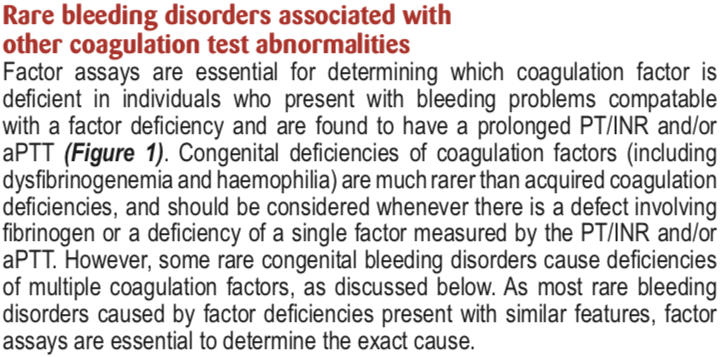 Rare bleeding disorders associated with
other coagulation test abnormalities
Factor assays are essential for determining which coagulation factor is
deficient in individuals who present with bleeding problems compatable
with a factor deficiency and are found to have a prolonged PT/INR and/or
aPTT (Figure 1). Congenital deficiencies of coagulation factors (including
dysfibrinogenemia and haemophilia) are much rarer than acquired coagulation
deficiencies, and should be considered whenever there is a defect involving
fibrinogen or a deficiency of a single factor measured by the PT/INR and/or
aPTT. However, some rare congenital bleeding disorders cause deficiencies
of multiple coagulation factors, as discussed below. As most rare bleeding
disorders caused by factor deficiencies present with similar features, factor
assays are essential to determine the exact cause.